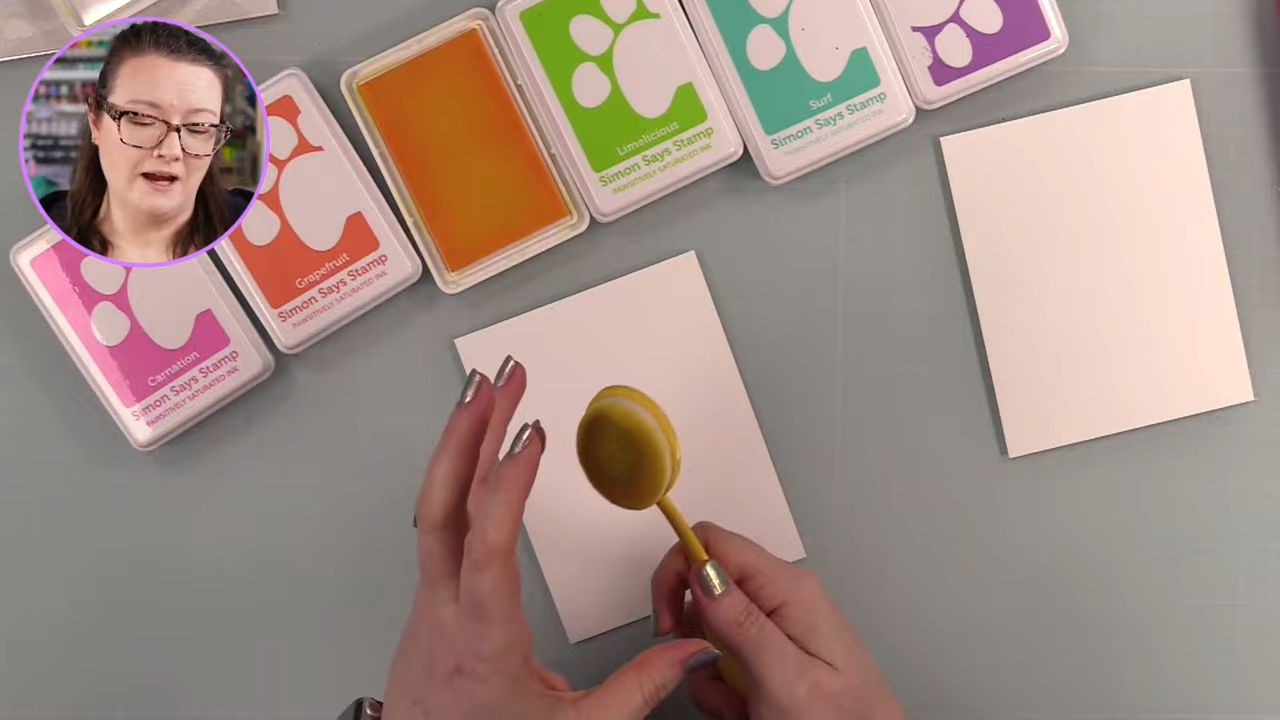 Carnation
Simon Says Stamp
PAWSITIVELY SATURATED INK
Grapefruit
Simon Says Stamp
PAWSITIVELY SATURATED INK
Limelicious
Simon Says Stamp
PAWSITIVELY SATURATED INK
Surf
Simon Says Stamp
PAWSITIVELY SATURATED INK